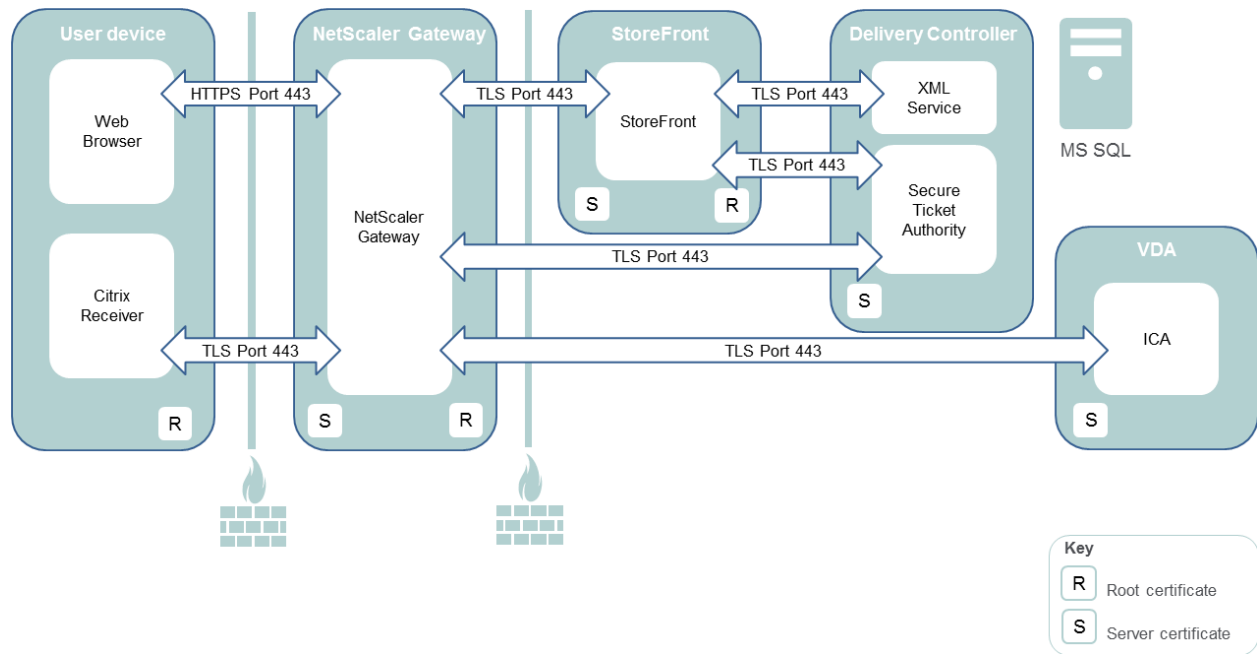 User device
NetScaler Gateway
StoreFront
Delivery Controller
HTTPS Port 443
TLS Port 443
TLS Port 443
XML
Service
Web
Browser
StoreFront
MS SQL
TLS Port 443
Secure
Ticket
Authority
S
R
NetScaler
Gateway
TLS Port 443
VDA
Citrix
Receiver
S
TLS Port 443
TLS Port 443
ICA
R
S
R
S
Key
R
Root certificate
S
Server certificate